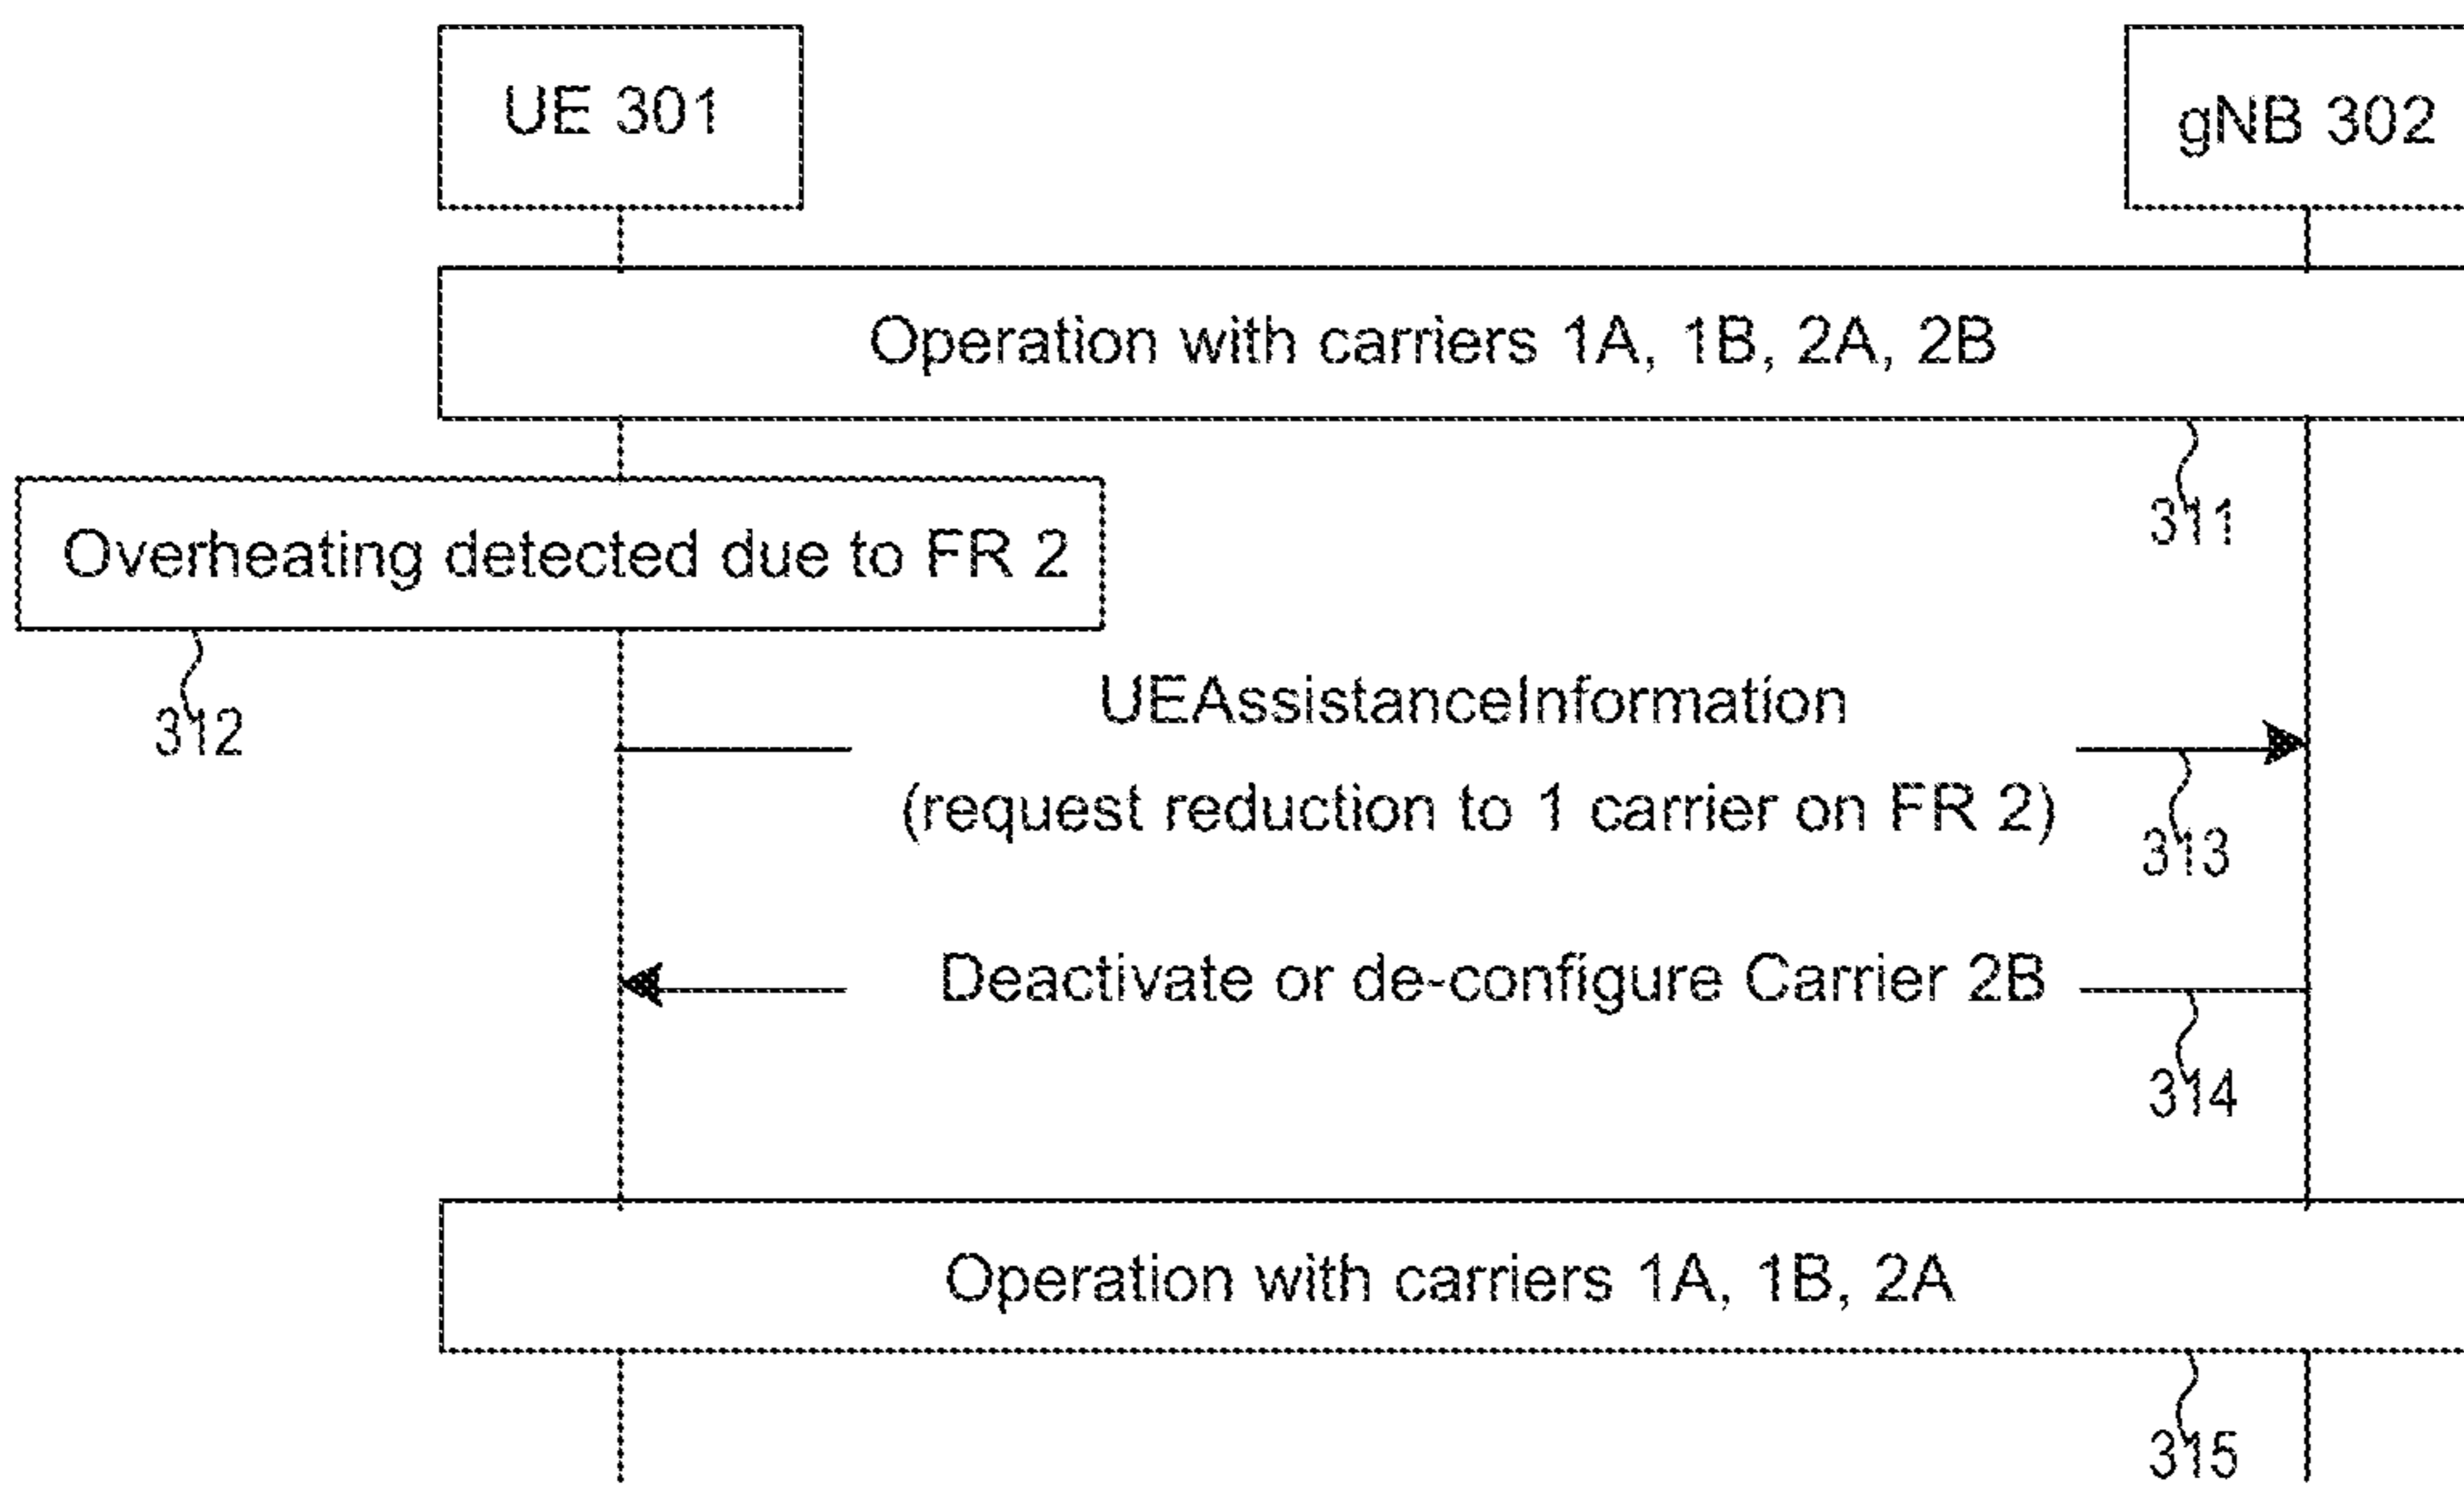 UE 301
gNB 302
Operation with carriers 1A, 1B, 2A, 2B
311
Overheating detected due to FR 2
312
UEAssistanceInformation
(request reduction to 1 carrier on FR 2)
313
Deactivate or de-configure Carrier 2B
314
Operation with carriers 1A, 1B, 2A
315